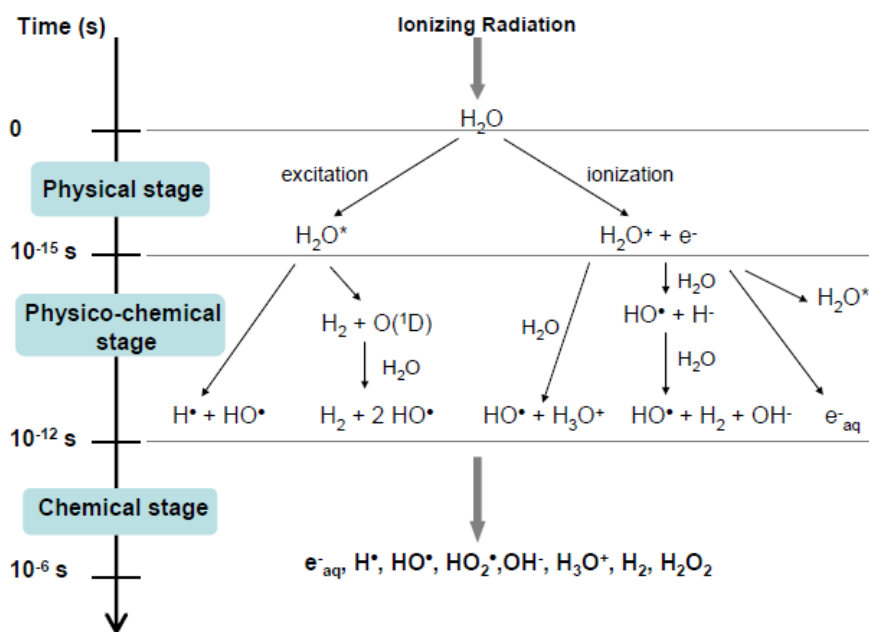 Time (s)
Ionizing Radiation
0
H₂O
excitation
ionization
Physical stage
H₂O*
H₂O⁺ + e⁻
10⁻¹⁵ s
Physico-chemical
stage
H₂ + O(¹D)
H₂O
H₂O
HO• + H⁻
H₂O*
H₂O
H₂O
H• + HO•
H₂ + 2 HO•
HO• + H₃O⁺
HO• + H₂ + OH⁻
e⁻aq
10⁻¹² s
Chemical stage
10⁻⁶ s
e⁻aq, H•, HO•, HO₂•,OH⁻, H₃O⁺, H₂, H₂O₂